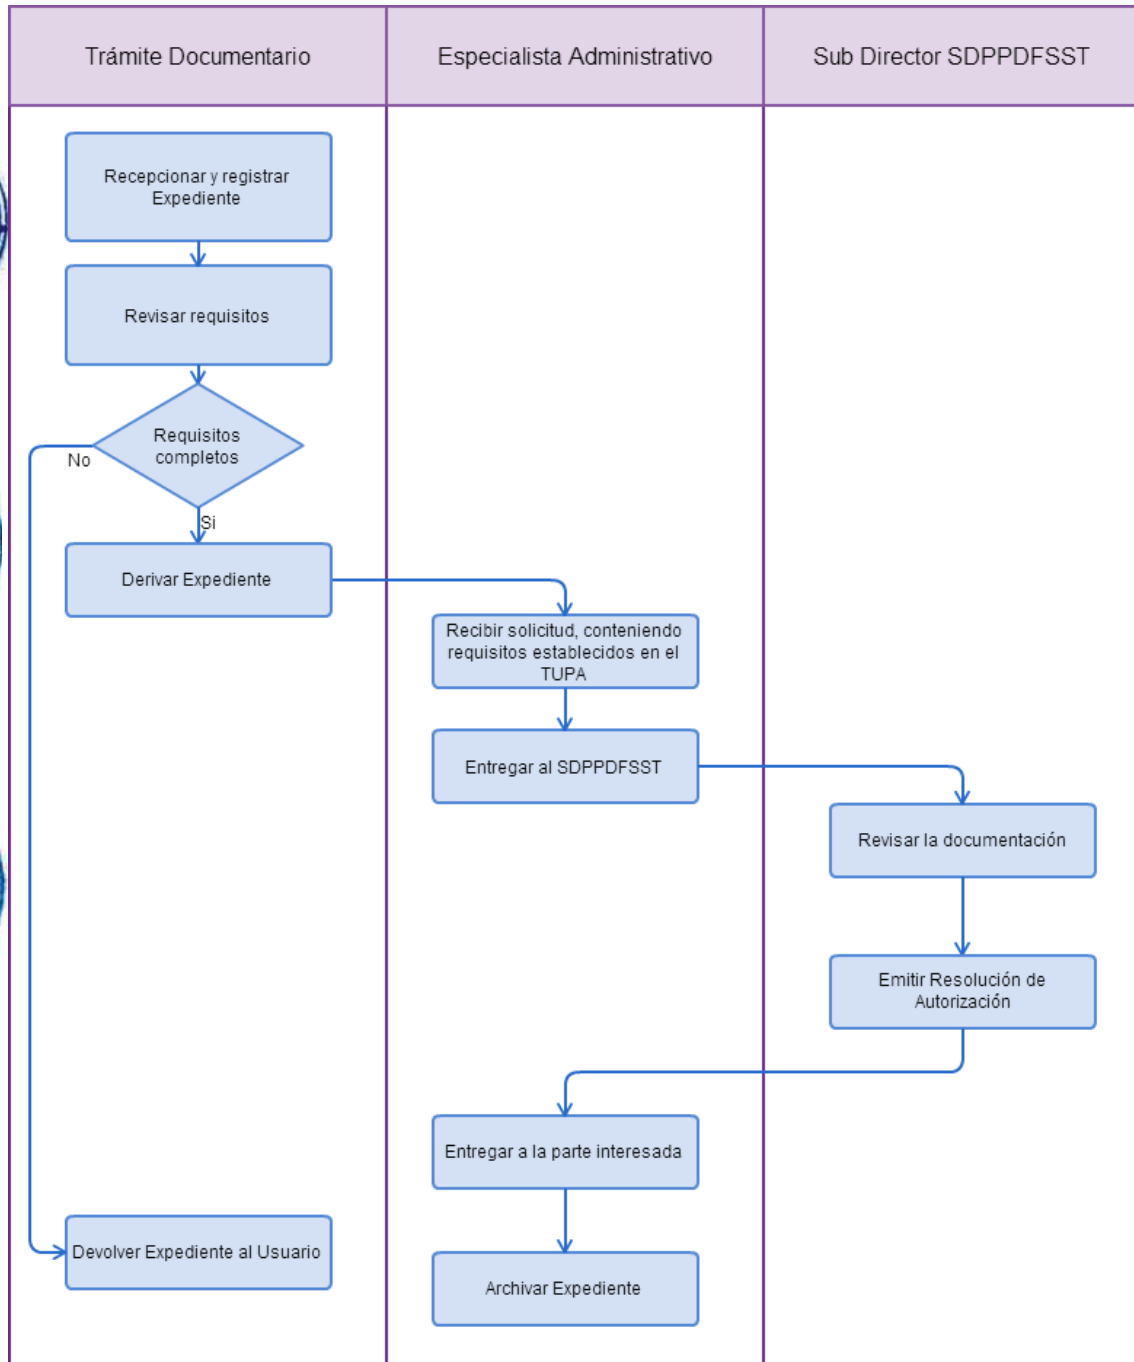 Trámite Documentario
Especialista Administrativo
Sub Director SDPPDFSST
Recepcionar y registrar
Expediente
Revisar requisitos
Requisitos
completos
No
Si
Derivar Expediente
Recibir solicitud, conteniendo
requisitos establecidos en el
TUPA
Entregar al SDPPDFSST
Revisar la documentación
Emitir Resolución de
Autorización
Entregar a la parte interesada
Devolver Expediente al Usuario
Archivar Expediente